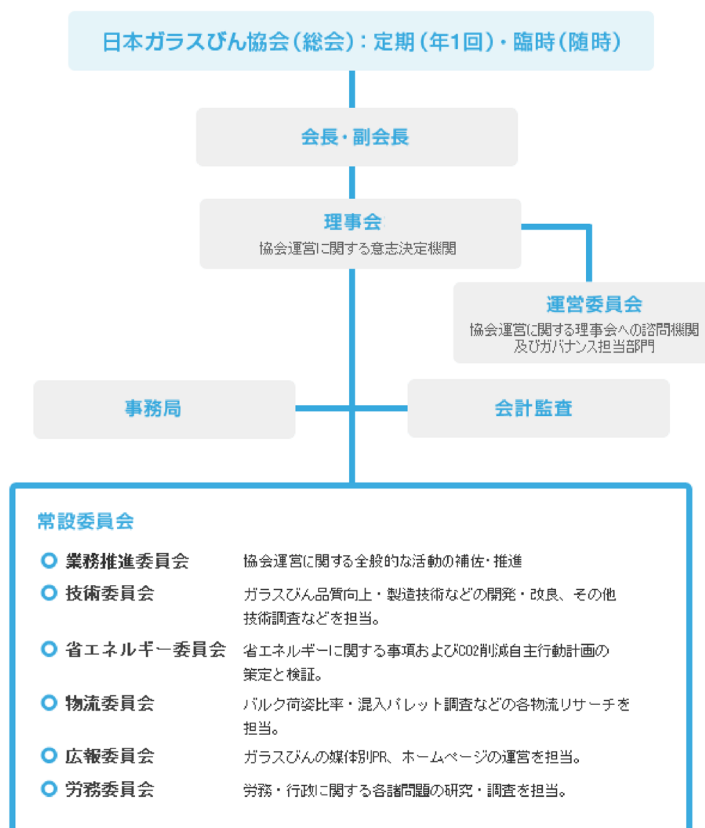 日本ガラスびん協会(総会):定期(年1回)・臨時(随時)
会長・副会長
理事会
協会運営に関する意志決定機関
運営委員会
協会運営に関する理事会への諮問機関
及びガバナンス担当部門
事務局
会計監査
常設委員会
業務推進委員会 協会運営に関する全般的な活動の補佐・推進
技術委員会 ガラスびん品質向上・製造技術などの開発・改良、その他
技術調査などを担当。
省エネルギー委員会 省エネルギーに関する事項およびCO2削減自主行動計画の
策定と検証。
物流委員会 バルク荷姿比率・混入パレット調査などの各物流リサーチを
担当。
広報委員会 ガラスびんの媒体別PR、ホームページの運営を担当。
労務委員会 労務・行政に関する各諸問題の研究・調査を担当。